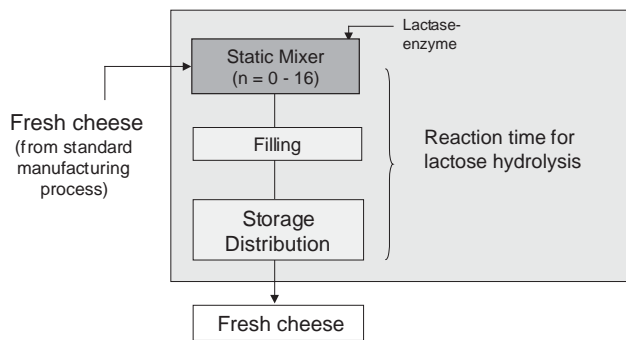 Lactase-
enzyme
Static Mixer
(n = 0 - 16)
Fresh cheese
(from standard
manufacturing
process)
Filling
Reaction time for
lactose hydrolysis
Storage
Distribution
Fresh cheese